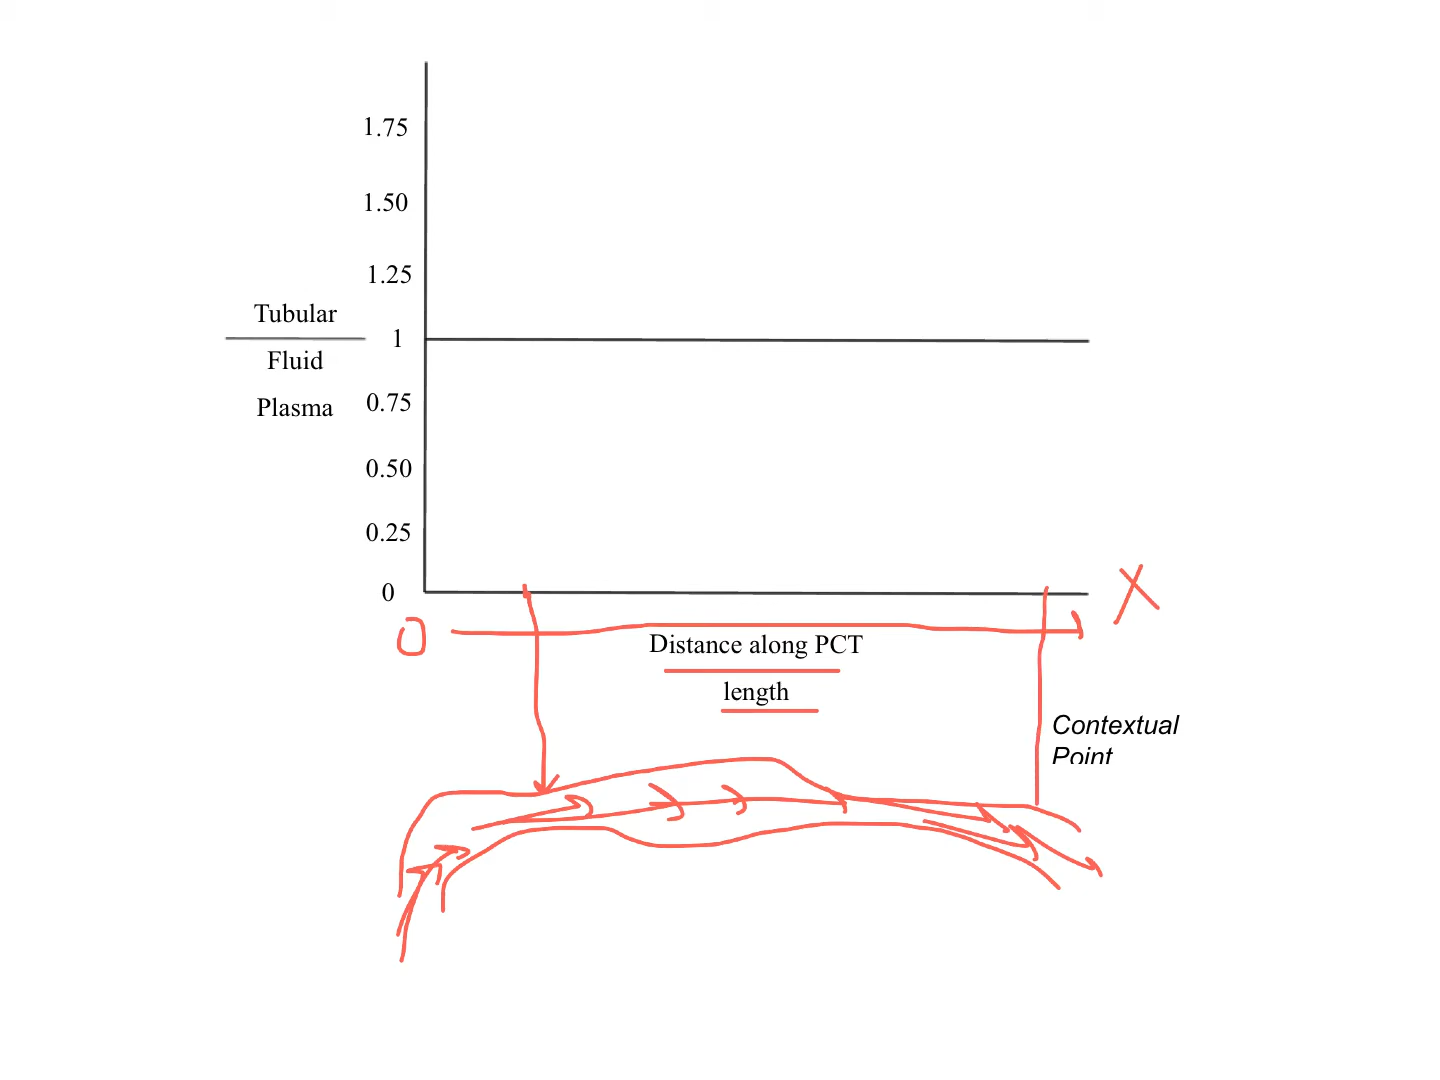 1.75
1.50
1.25
Tubular
1
Fluid
Plasma
0.75
0.50
0.25
0
X
0
Distance along PCT
length
Contextual
Point